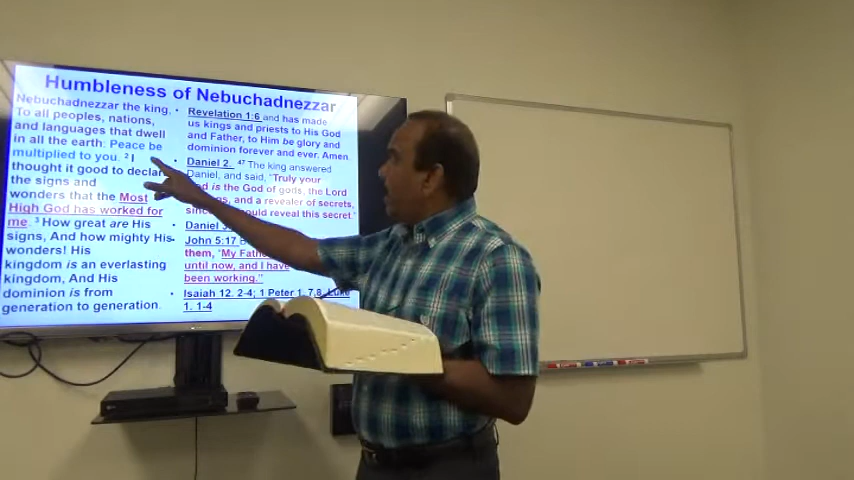 Humbleness of Nebuchadnezzar
Nebuchadnezzar the king,
To all peoples, nations,
and languages that dwell
in all the earth: Peace be
multiplied to you. 2 I
thought it good to declare
the signs and
wonders that the Most
High God has worked for
me. 3 How great are His
signs, And how mighty His
wonders! His
kingdom is an everlasting
kingdom, And His
dominion is from
generation to generation.
• Revelation 1:6 and has made
us kings and priests to His God
and Father, to Him be glory and
dominion forever and ever. Amen
• Daniel 2. 47 The king answered
Daniel, and said, "Truly your
God is the God of gods, the Lord
of kings, and a revealer of secrets,
could reveal this secret."
• Daniel
• John 5:17
them, "My
until now, and I have
been working."
• Isaiah 12. 2-4; 1 Peter 1. 7,8,
1. 1-4